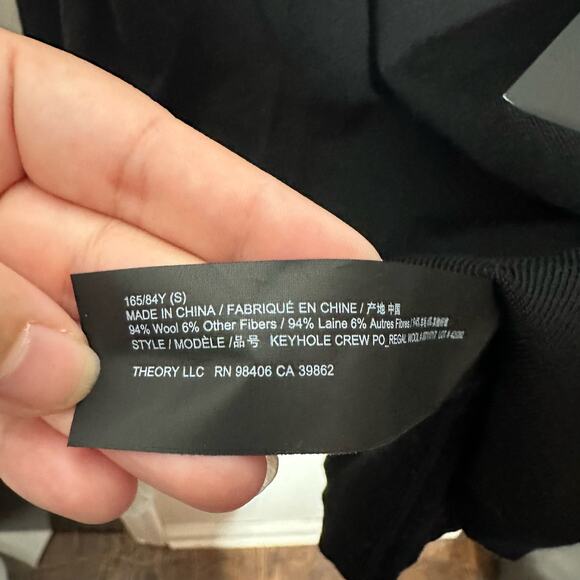 165/84Y (S)
MADE IN CHINA / FABRIQUÉ EN CHINE / 产地 中国
94% Wool 6% Other Fibers / 94% Laine 6% Autres Fibres /
STYLE / MODÈLE /品号 KEYHOLE CREW PO_REGAL WOOL
THEORY LLC RN 98406 CA 39862